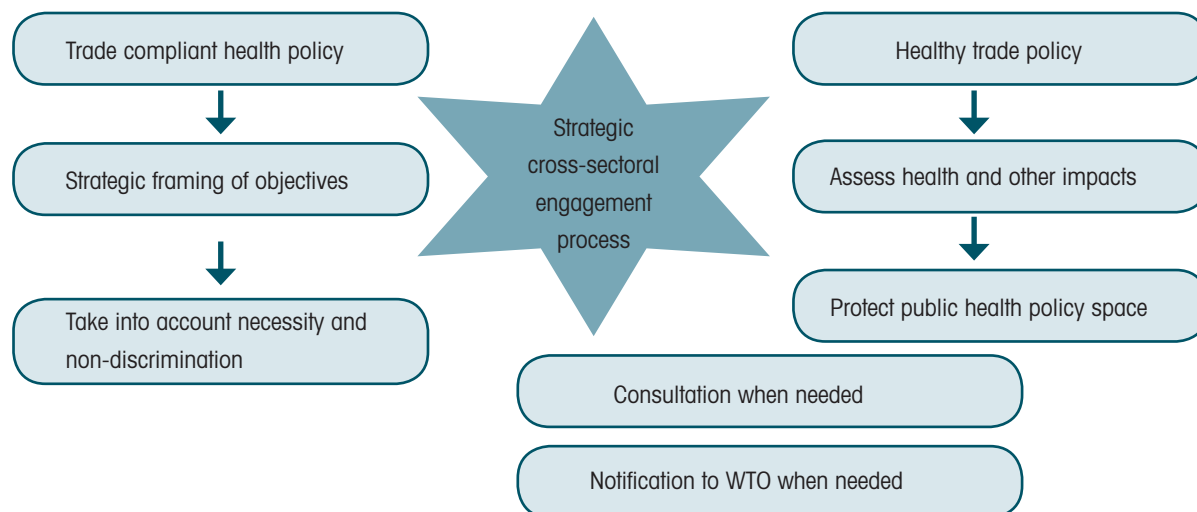 Trade compliant health policy
Strategic framing of objectives
Take into account necessity and
non-discrimination
Strategic
cross-sectoral
engagement
process
Healthy trade policy
Assess health and other impacts
Protect public health policy space
Consultation when needed
Notification to WTO when needed